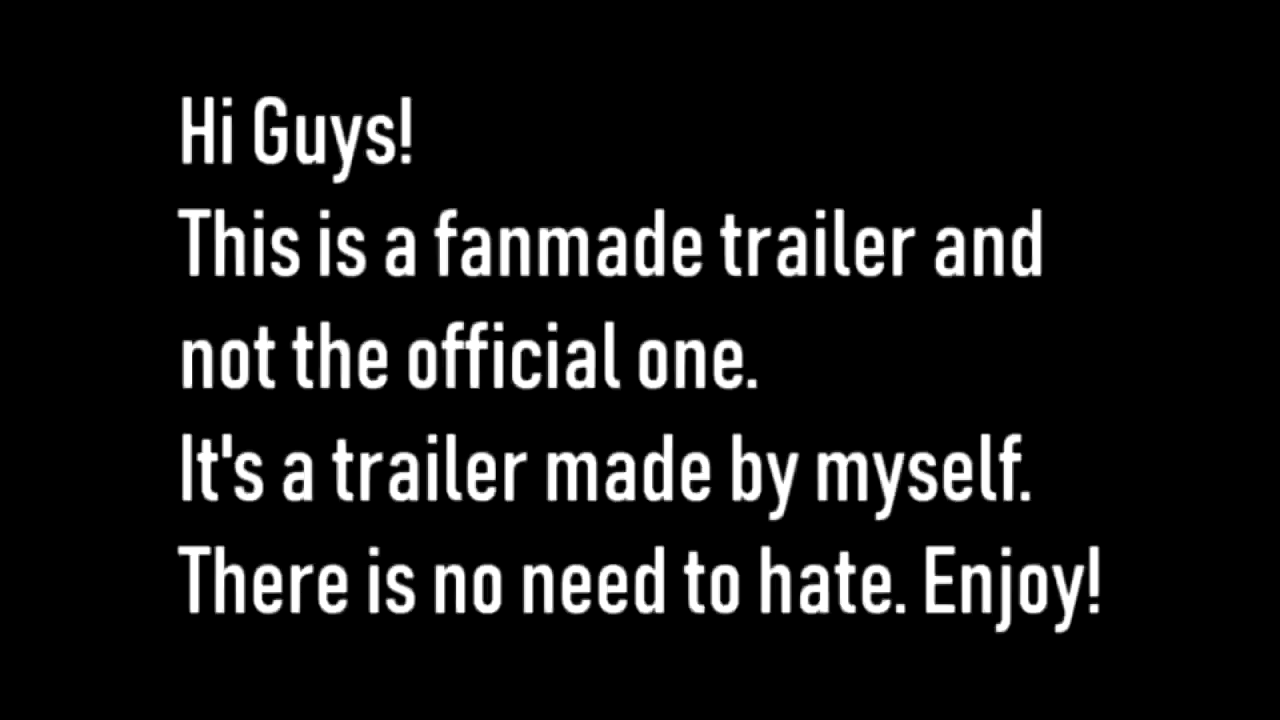 Hi Guys!
This is a fanmade trailer and
not the official one.
It's a trailer made by myself.
There is no need to hate. Enjoy!